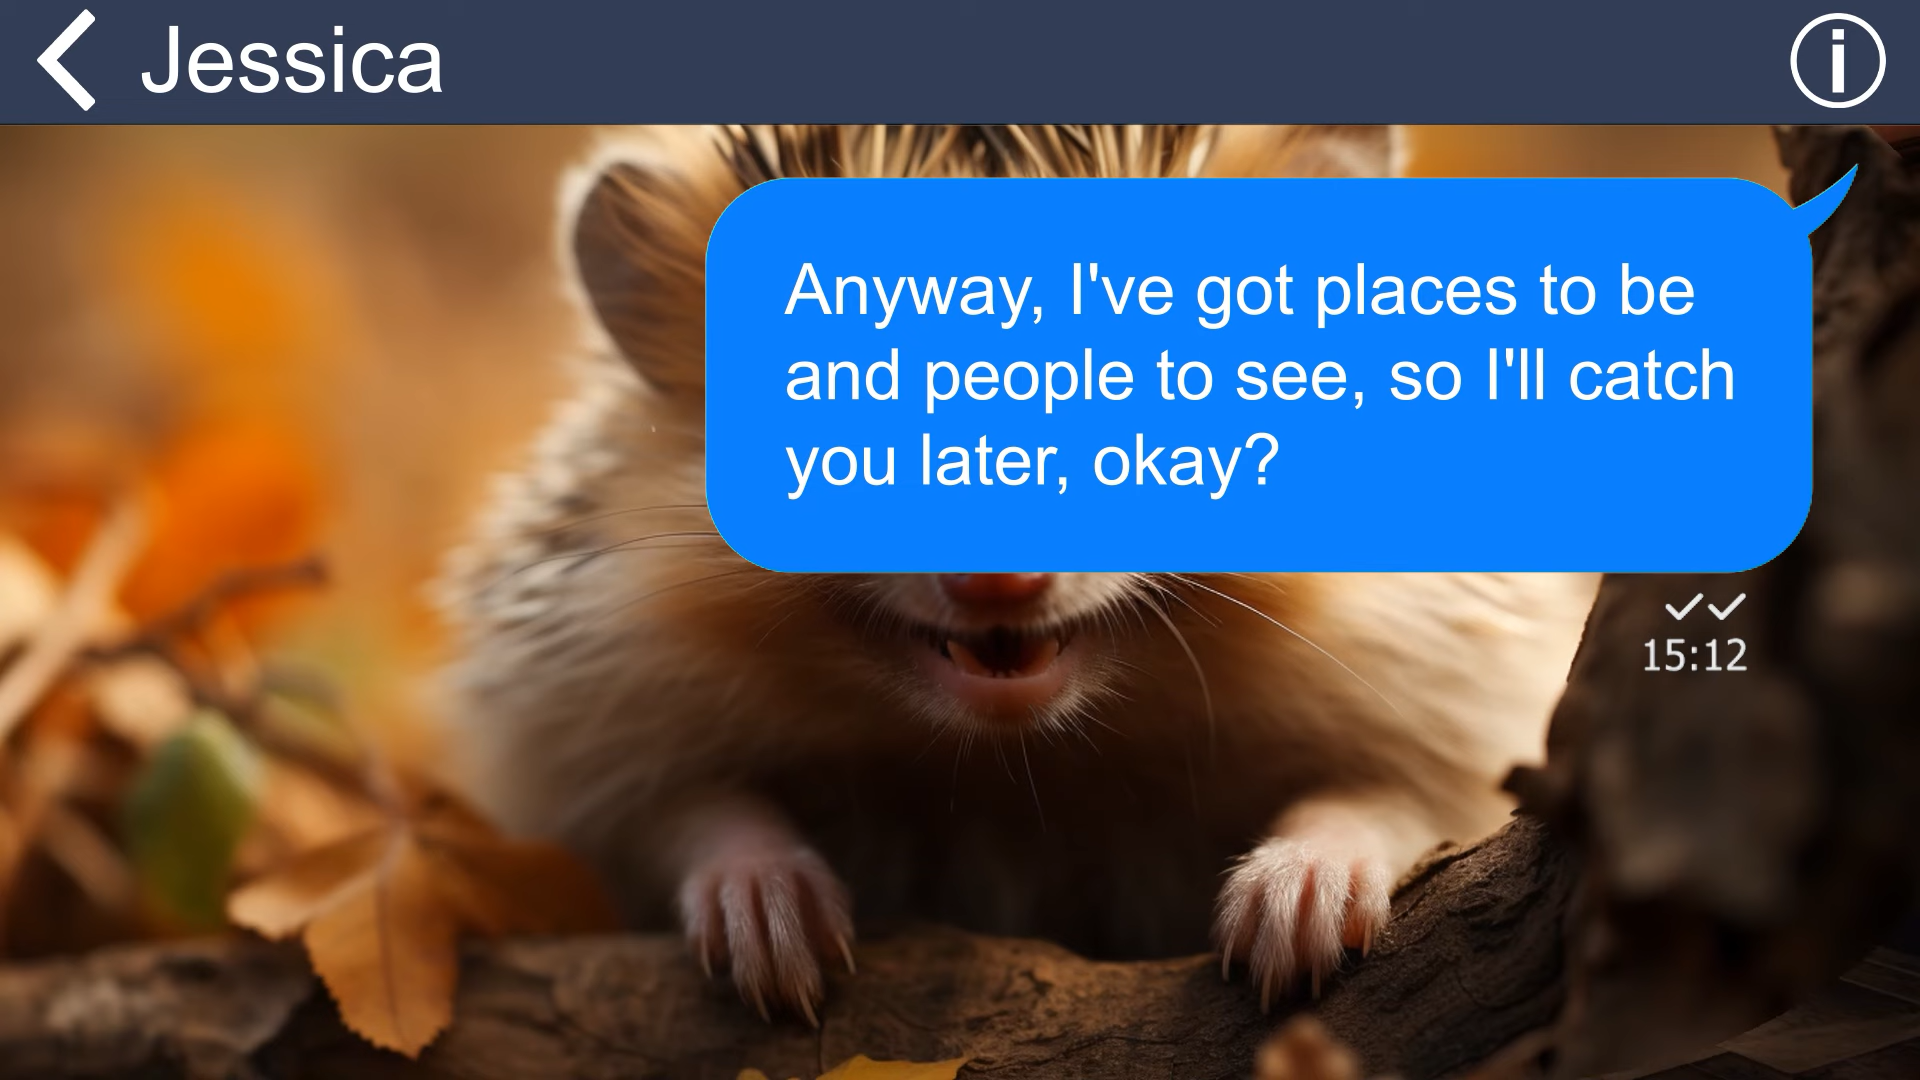 Jessica
Anyway, I've got places to be
and people to see, so I'll catch
you later, okay?
15:12